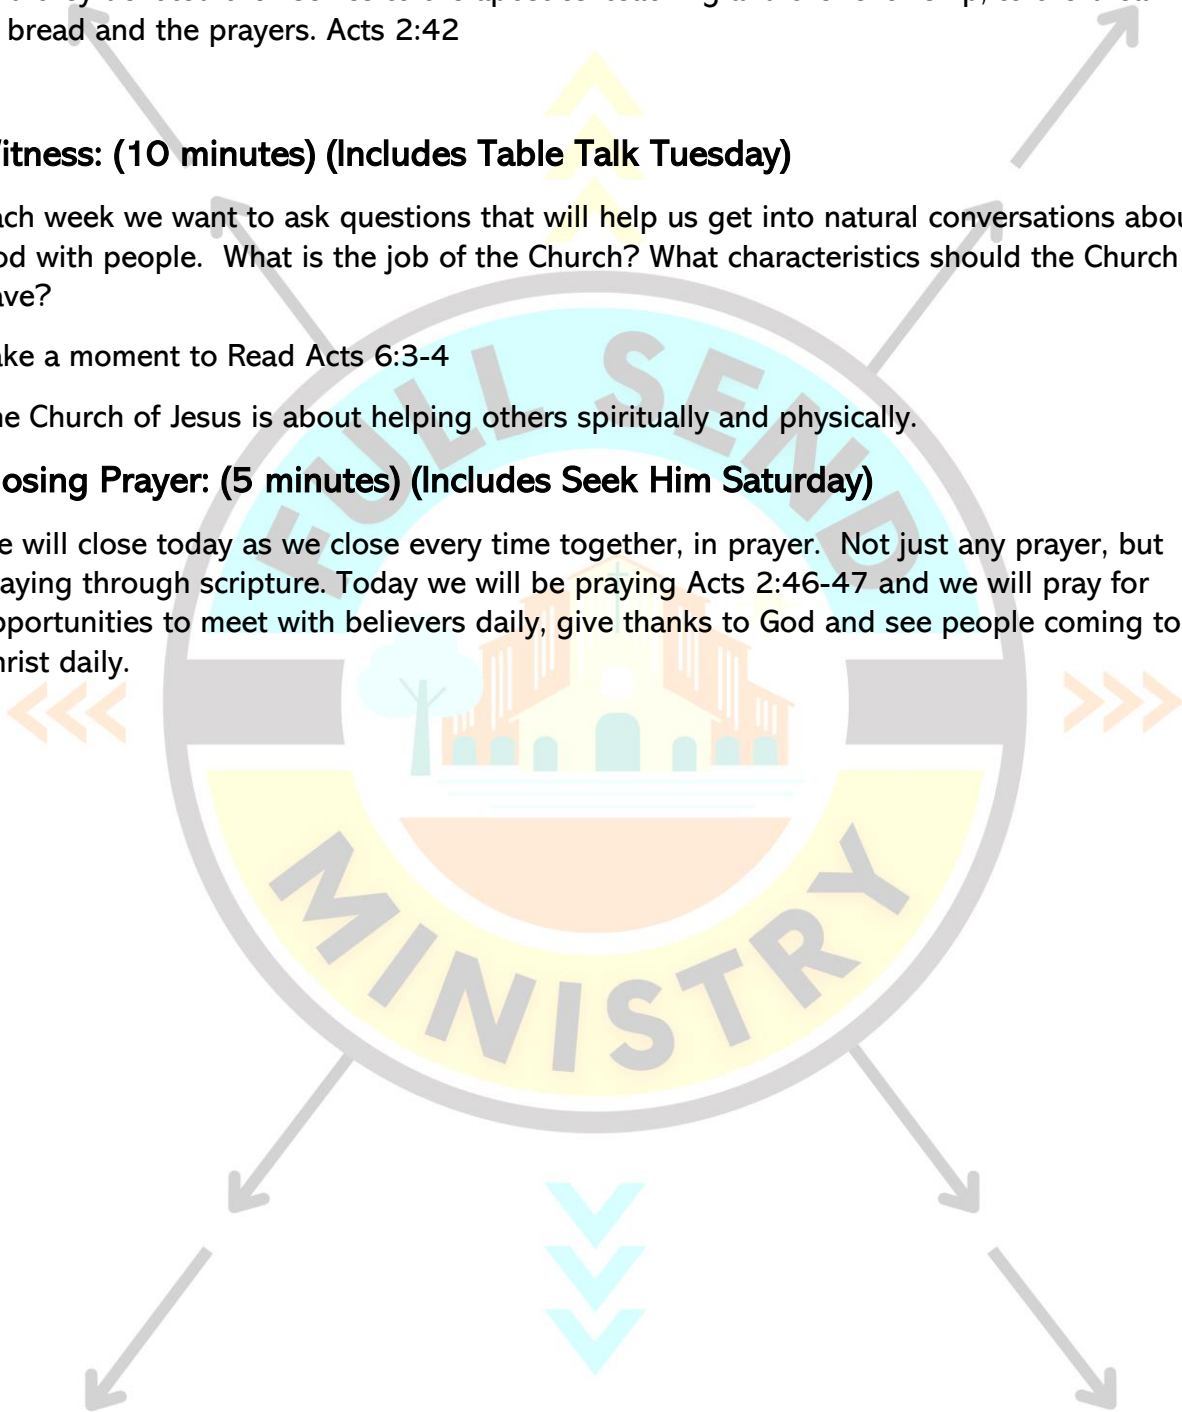 bread and the prayers. Acts 2:42
itness: (10 minutes) (Includes Table Talk Tuesday)
ach week we want to ask questions that will help us get into natural conversations abou
od with people.  What is the job of the Church? What characteristics should the Church
ave?
ake a moment to Read Acts 6:3-4
he Church of Jesus is about helping others spiritually and physically.
losing Prayer: (5 minutes) (Includes Seek Him Saturday)
e will close today as we close every time together, in prayer.  Not just any prayer, but
raying through scripture. Today we will be praying Acts 2:46-47 and we will pray for
pportunities to meet with believers daily, give thanks to God and see people coming to
hrist daily.
FULL SEND
MINISTRY